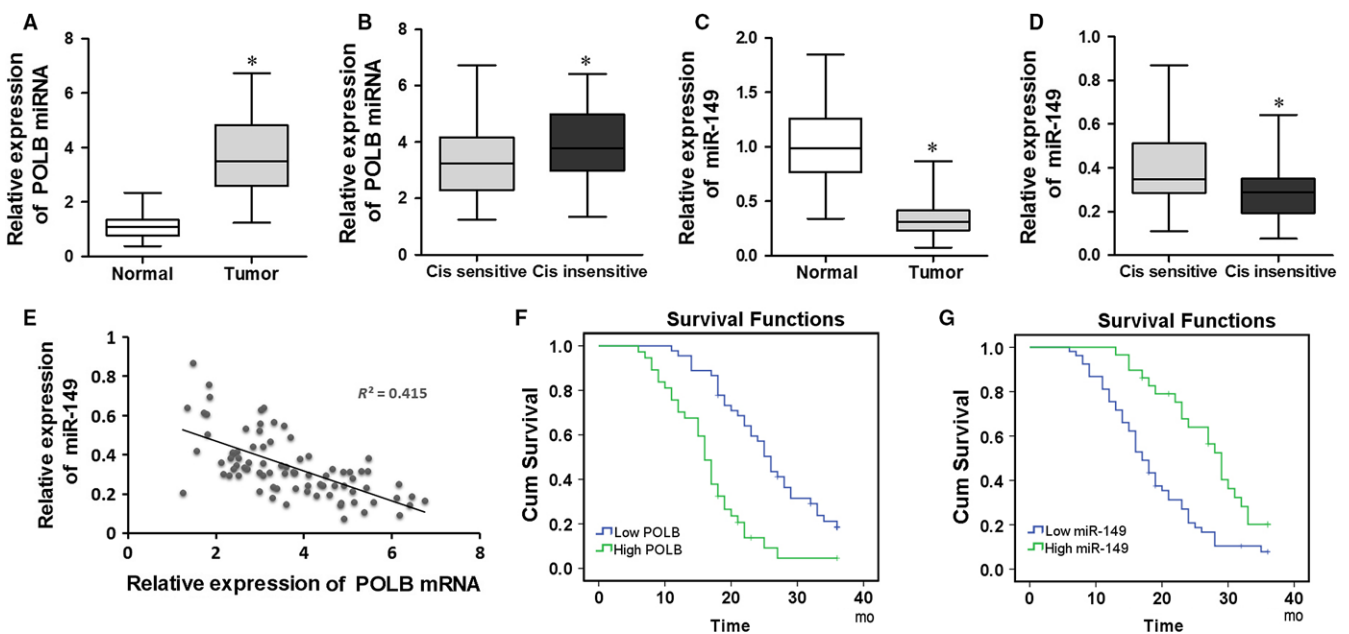 A
Relative expression
of POLB miRNA
8
6
4
2
0
*
Normal
Tumor
B
Relative expression
of POLB miRNA
8
6
4
2
0
*
Cis sensitive
Cis insensitive
C
Relative expression
of miR-149
2.0
1.5
1.0
0.5
0.0
*
Normal
Tumor
D
Relative expression
of miR-149
1.0
0.8
0.6
0.4
0.2
0.0
*
Cis sensitive
Cis insensitive
E
Relative expression
of miR-149
1
0.8
0.6
0.4
0.2
0
R² = 0.415
0 2 4 6 8
Relative expression of POLB mRNA
F
Survival Functions
Cum Survival
1.0
0.8
0.6
0.4
0.2
0.0
Low POLB
High POLB
0 10 20 30 40
mo
Time
G
Survival Functions
Cum Survival
1.0
0.8
0.6
0.4
0.2
0.0
Low miR-149
High miR-149
0 10 20 30 40
mo
Time